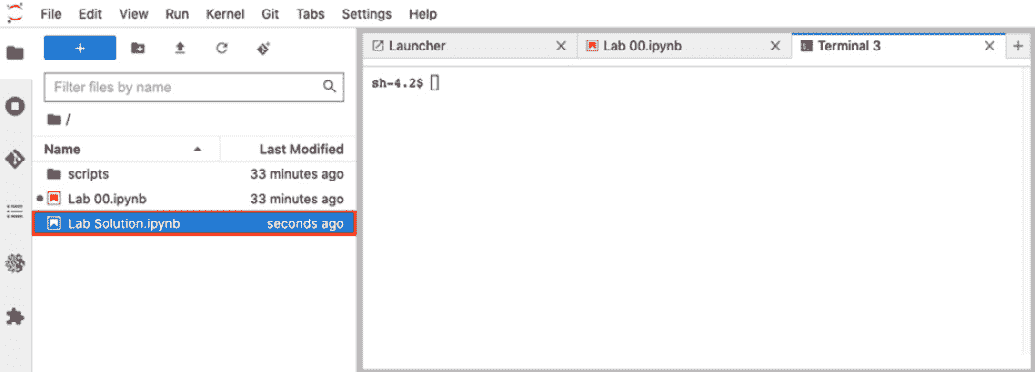 File Edit View Run Kernel Git Tabs Settings Help
+
Launcher X Lab 00.ipynb X Terminal 3 X +
Filter files by name
sh-4.2$
/
Name Last Modified
scripts 33 minutes ago
Lab 00.ipynb 33 minutes ago
Lab Solution.ipynb seconds ago